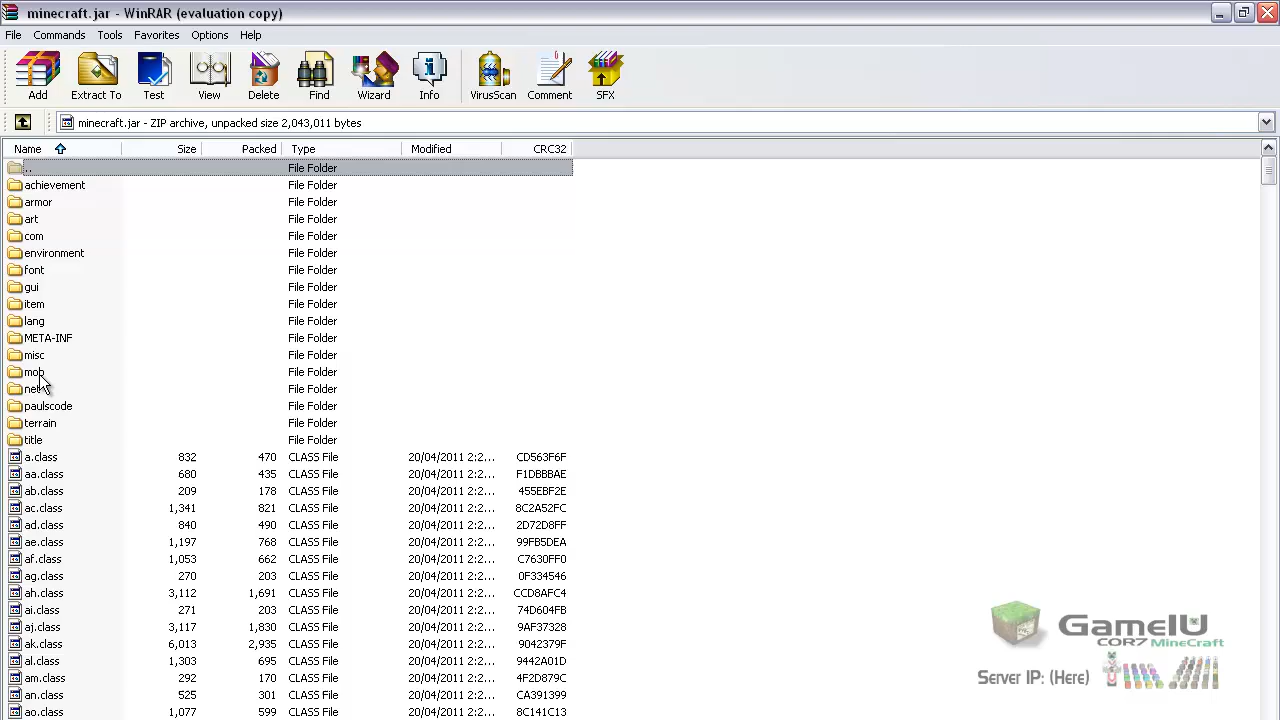 minecraft.jar - WinRAR (evaluation copy)
File Commands Tools Favorites Options Help
Add Extract To Test View Delete Find Wizard Info VirusScan Comment SFX
minecraft.jar - ZIP archive, unpacked size 2,043,011 bytes
Name Size Packed Type Modified CRC32
.. File Folder
achievement File Folder
armor File Folder
art File Folder
com File Folder
environment File Folder
font File Folder
gui File Folder
item File Folder
lang File Folder
META-INF File Folder
misc File Folder
mob File Folder
net File Folder
paulscode File Folder
terrain File Folder
title File Folder
a.class 832 470 CLASS File 20/04/2011 2:2... CD563F6F
aa.class 680 435 CLASS File 20/04/2011 2:2... F1DBBBAE
ab.class 209 178 CLASS File 20/04/2011 2:2... 455EBF2E
ac.class 1,341 821 CLASS File 20/04/2011 2:2... 8C2A52FC
ad.class 840 490 CLASS File 20/04/2011 2:2... 2D72D8FF
ae.class 1,197 768 CLASS File 20/04/2011 2:2... 99FB5DEA
af.class 1,053 662 CLASS File 20/04/2011 2:2... C7630FF0
ag.class 270 203 CLASS File 20/04/2011 2:2... 0F334546
ah.class 3,112 1,691 CLASS File 20/04/2011 2:2... CCD8AFC4
ai.class 271 203 CLASS File 20/04/2011 2:2... 74D604FB
aj.class 3,117 1,830 CLASS File 20/04/2011 2:2... 9AF37328
ak.class 6,013 2,935 CLASS File 20/04/2011 2:2... 9042379F
al.class 1,303 695 CLASS File 20/04/2011 2:2... 9442A01D
am.class 292 170 CLASS File 20/04/2011 2:2... 4F2D879C
an.class 525 301 CLASS File 20/04/2011 2:2... CA391399
ao.class 1,077 599 CLASS File 20/04/2011 2:2... 8C141C13
GameIU
COR7 MineCraft
Server IP: (Here)